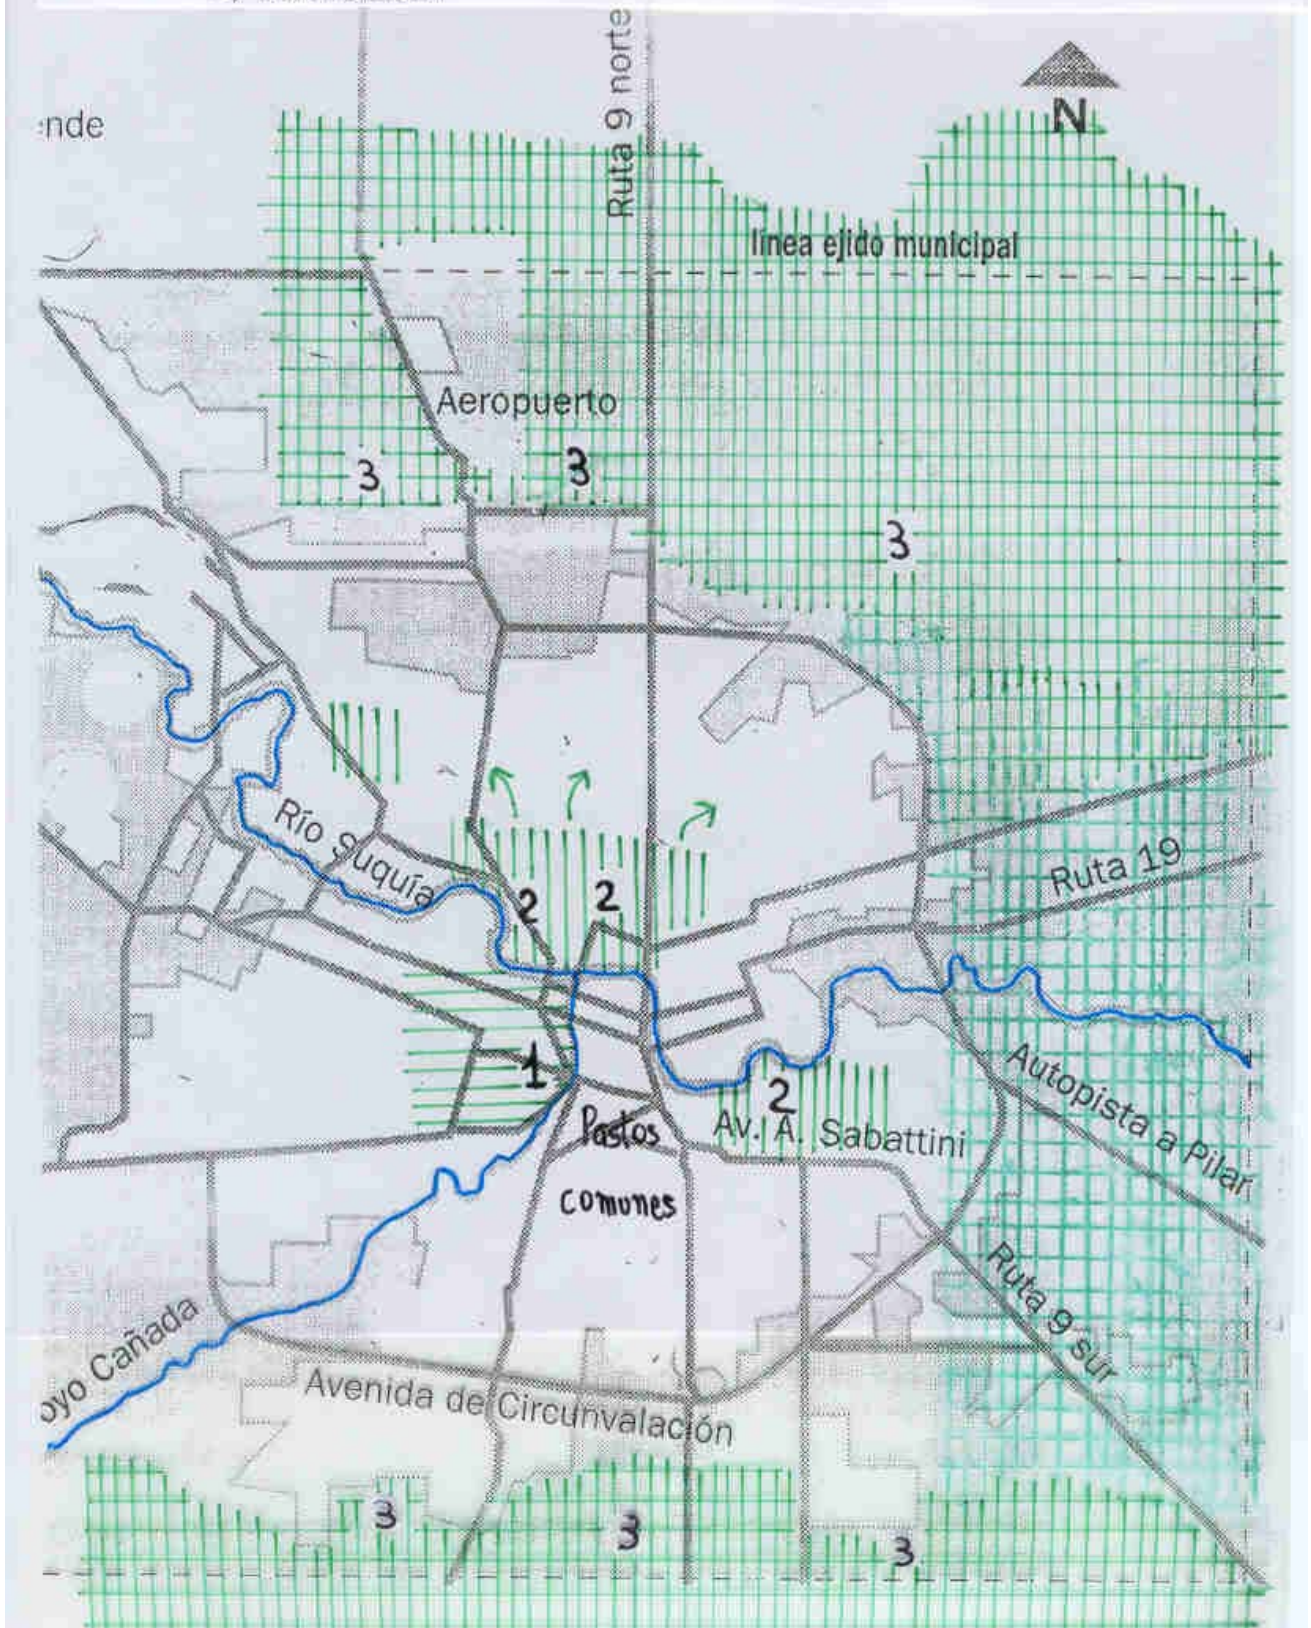 Ruta 9 norte
N
:nde
línea ejido municipal
Aeropuerto
3
3
3
Río Suquía
Ruta 19
2
2
1
2
Pastos
comunes
Av. A. Sabattini
Autopista a Pilar
Ruta 9 sur
oyo Cañada
Avenida de Circunvalación
3
3
3